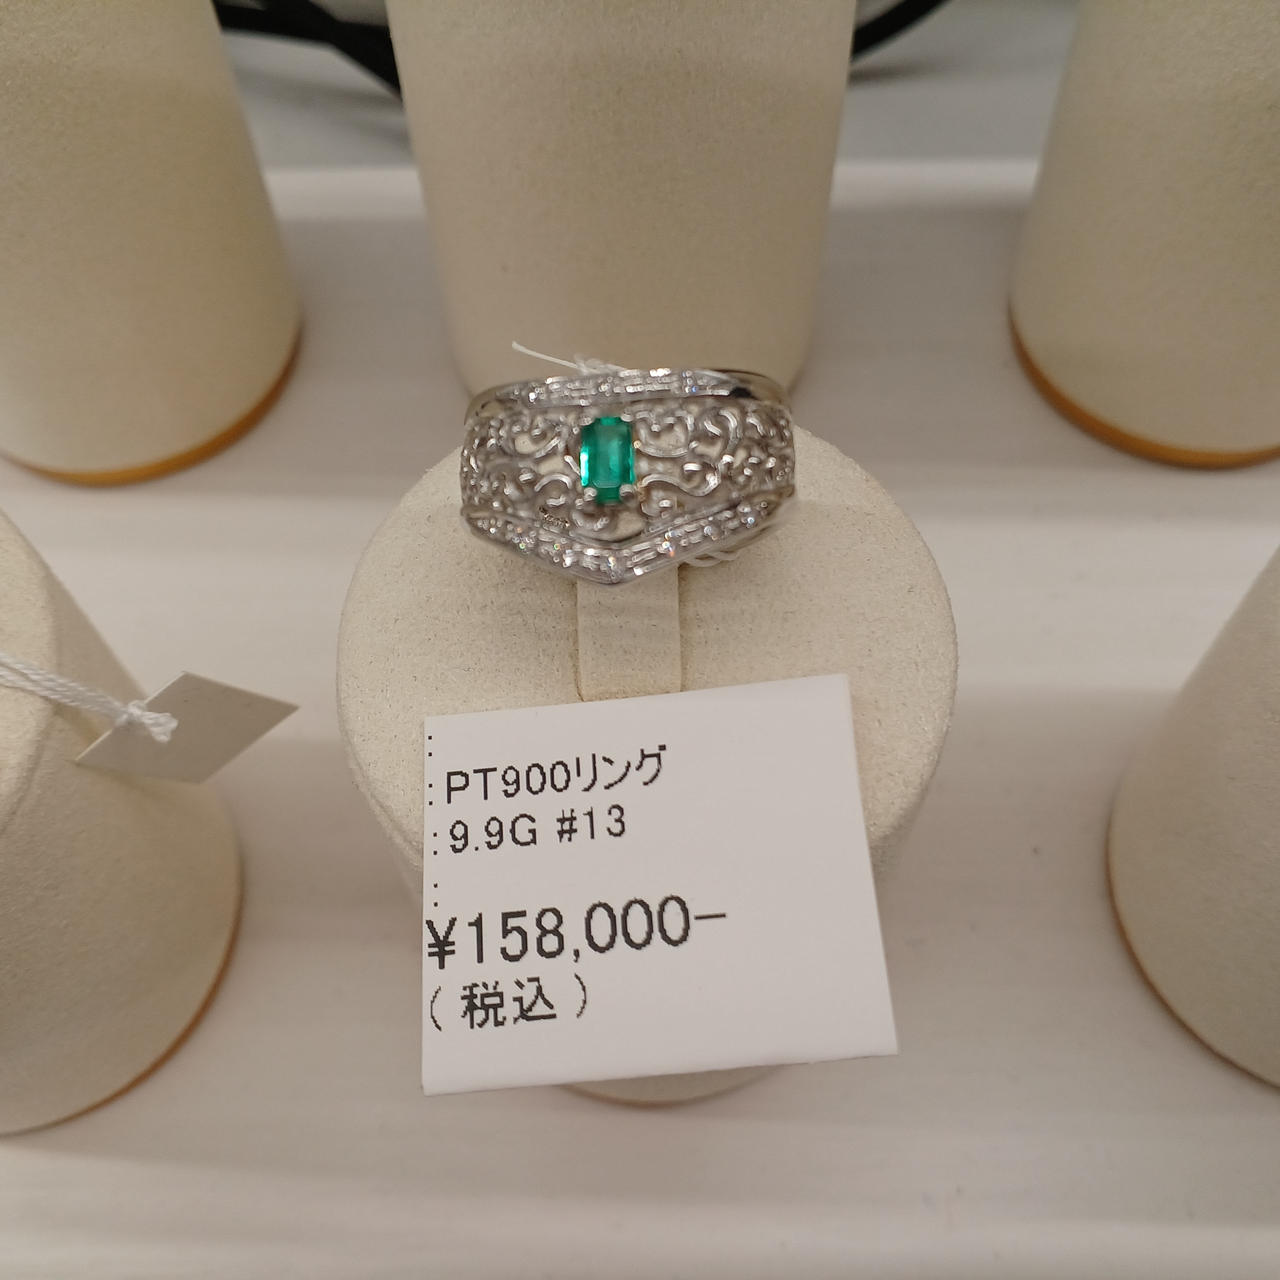 :
: PT900リング
: 9.9G #13
:
¥158,000-
(税込)